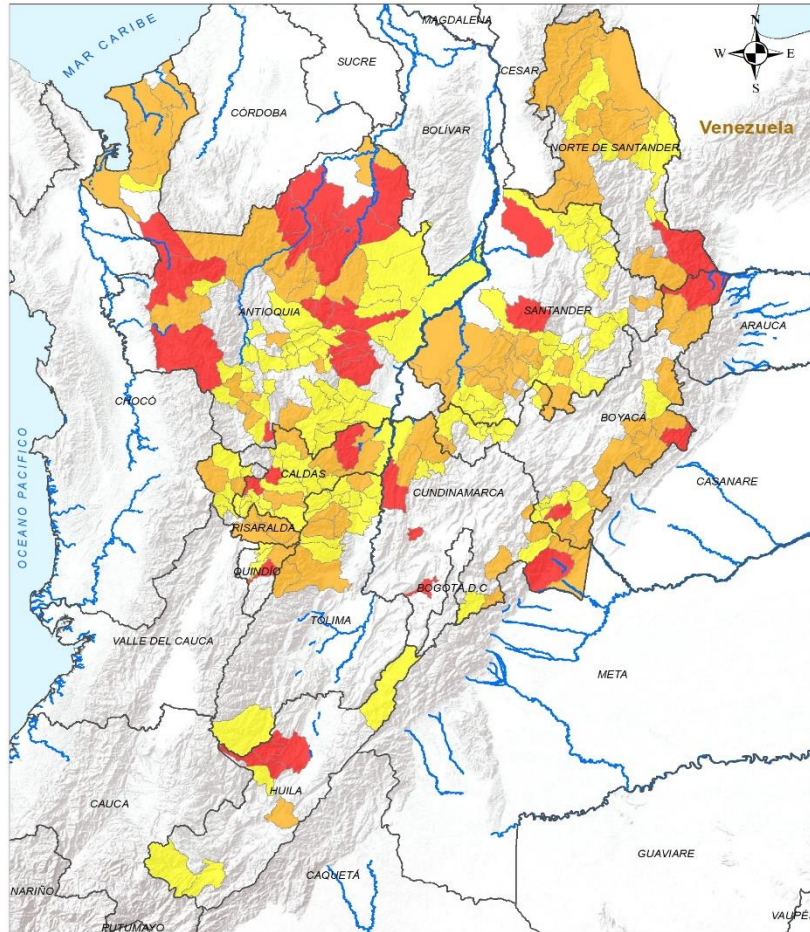 MAGDALENA
MAR CARIBE
N
W E
S
SUCRE
CESAR
CÓRDOBA
BOLÍVAR
Venezuela
NORTE DE SANTANDER
ANTIOQUIA
SANTANDER
ARAUCA
CHOCÓ
BOYACÁ
OCEANO PACIFICO
CALDAS
CUNDINAMARCA
CASANARE
RISARALDA
QUINDÍO
BOGOTÁ,D,C
TOLIMA
VALLE DEL CAUCA
META
CAUCA
HUILA
GUAVIARE
CAQUETÁ
NARIÑO
PUTUMAYO
VAUPÉ